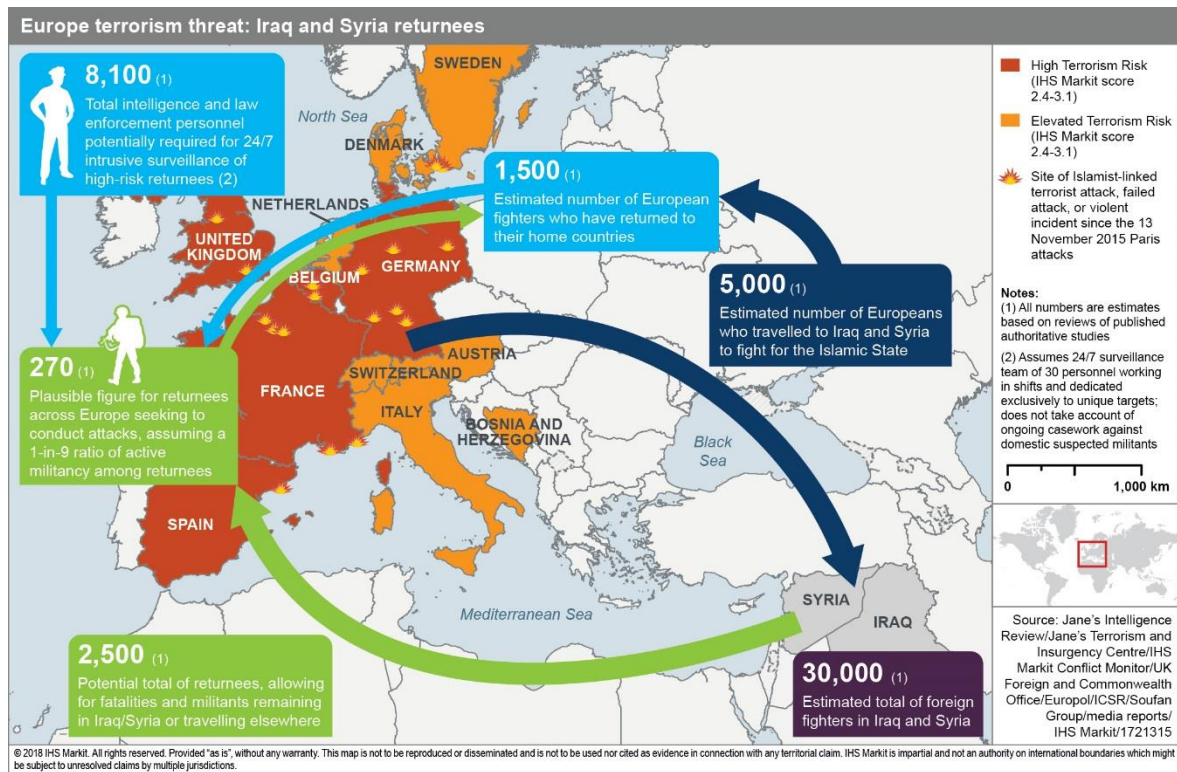 Europe terrorism threat: Iraq and Syria returnees
8,100 (1)
Total intelligence and law
enforcement personnel
potentially required for 24/7
intrusive surveillance of
high-risk returnees (2)
270 (1)
Plausible figure for returnees
across Europe seeking to
conduct attacks, assuming a
1-in-9 ratio of active
militancy among returnees
2,500 (1)
Potential total of returnees, allowing
for fatalities and militants remaining
in Iraq/Syria or travelling elsewhere
1,500 (1)
Estimated number of European
fighters who have returned to
their home countries
5,000 (1)
Estimated number of Europeans
who travelled to Iraq and Syria
to fight for the Islamic State
30,000 (1)
Estimated total of foreign
fighters in Iraq and Syria
SWEDEN
North Sea
DENMARK
NETHERLANDS
UNITED
KINGDOM
BELGIUM
GERMANY
AUSTRIA
SWITZERLAND
FRANCE
ITALY
BOSNIA AND
HERZEGOVINA
Black
Sea
SPAIN
Mediterranean Sea
SYRIA
IRAQ
High Terrorism Risk
(IHS Markit score
2.4-3.1)
Elevated Terrorism Risk
(IHS Markit score
2.4-3.1)
Site of Islamist-linked
terrorist attack, failed
attack, or violent
incident since the 13
November 2015 Paris
attacks
Notes:
(1) All numbers are estimates
based on reviews of published
authoritative studies
(2) Assumes 24/7 surveillance
team of 30 personnel working
in shifts and dedicated
exclusively to unique targets;
does not take account of
ongoing casework against
domestic suspected militants
0 1,000 km
Source: Jane's Intelligence
Review/Jane's Terrorism and
Insurgency Centre/IHS
Markit Conflict Monitor/UK
Foreign and Commonwealth
Office/Europol/ICSR/Soufan
Group/media reports/
IHS Markit/1721315
© 2018 IHS Markit. All rights reserved. Provided "as is", without any warranty. This map is not to be reproduced or disseminated and is not to be used nor cited as evidence in connection with any territorial claim. IHS Markit is impartial and not an authority on international boundaries which might
be subject to unresolved claims by multiple jurisdictions.